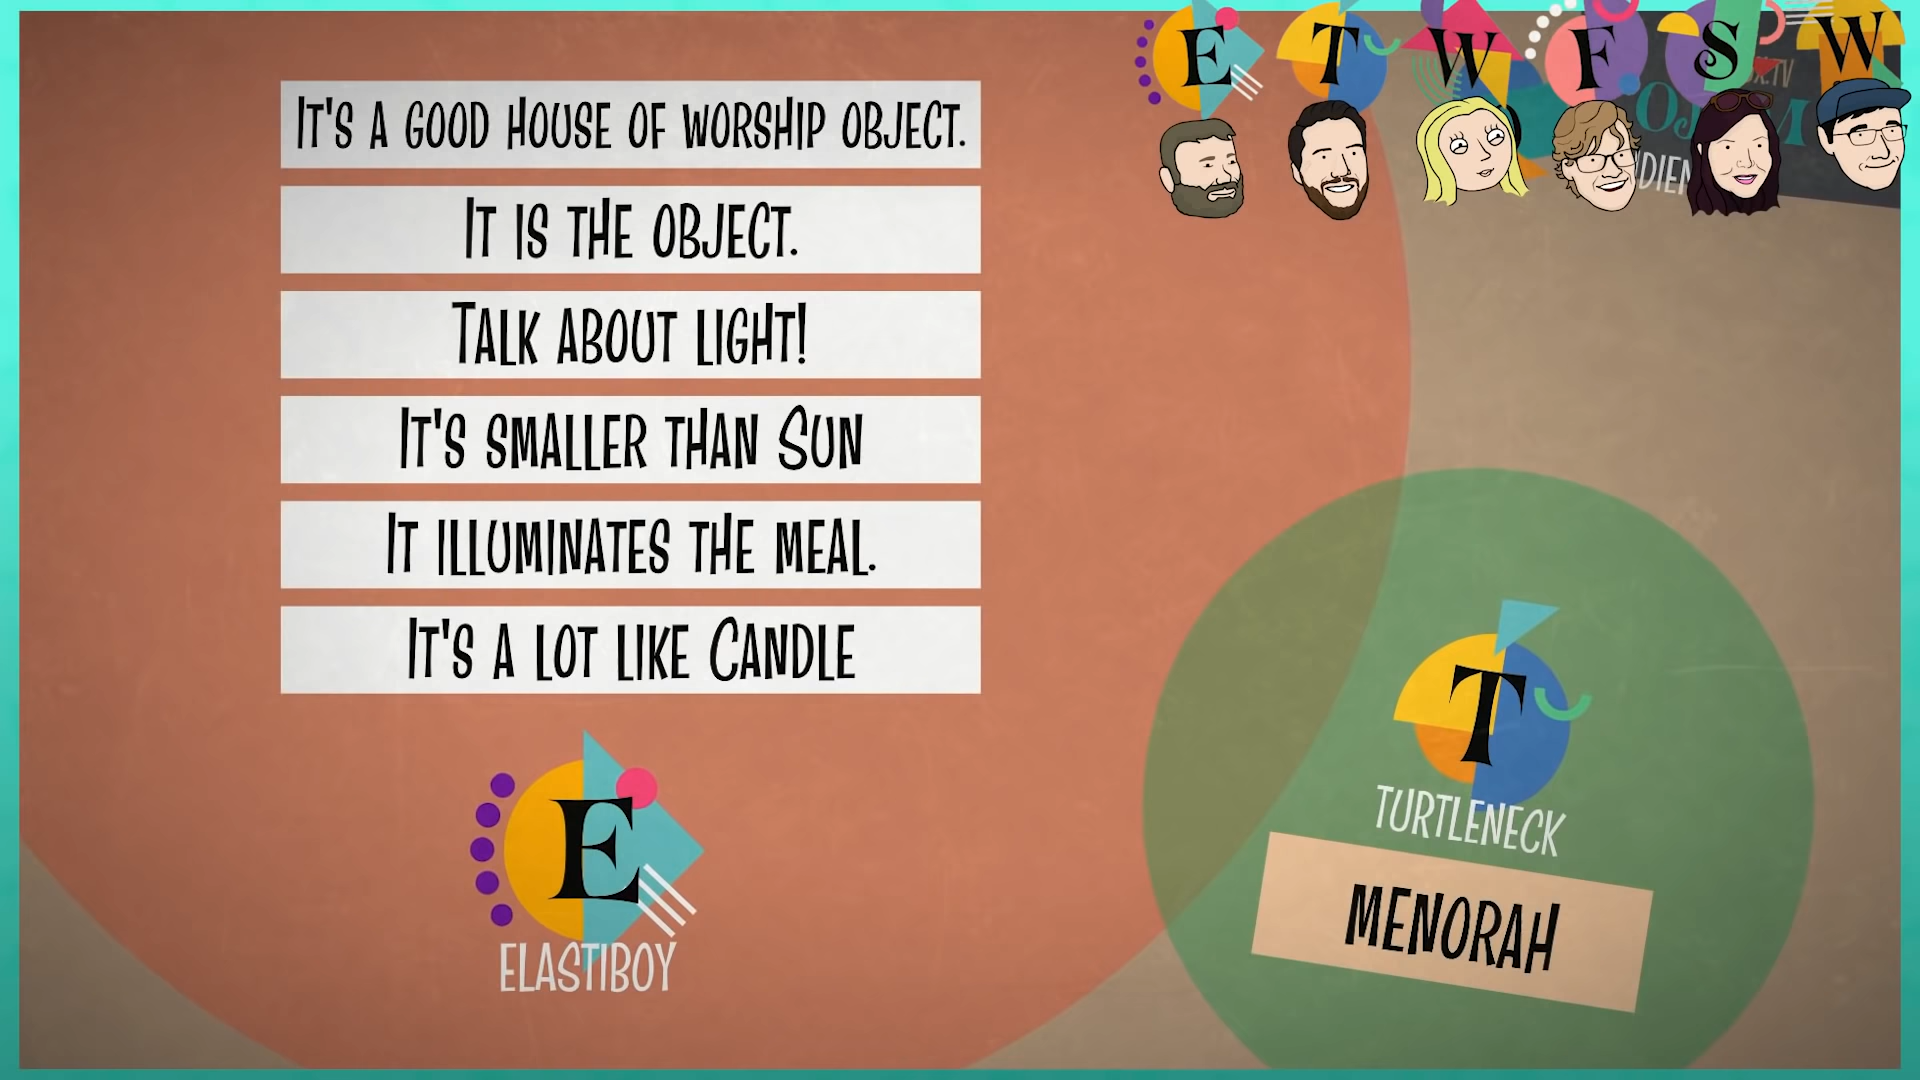 E T W F S W
IT'S A GOOD HOUSE OF WORSHIP OBJECT.
IT IS THE OBJECT.
TALK ABOUT LIGHT!
IT'S SMALLER THAN SUN
IT ILLUMINATES THE MEAL.
IT'S A LOT LIKE CANDLE
E
ELASTIBOY
T
TURTLENECK
MENORAH